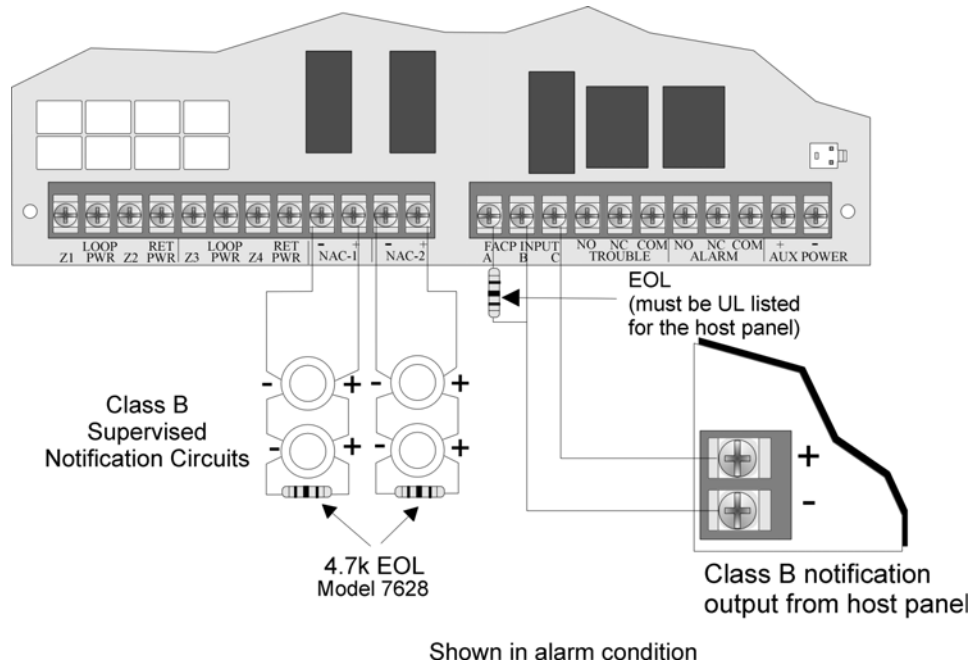 LOOP RET LOOP RET - + - + FACP INPUT NO NC COM NO NC COM + -
Z1 PWR Z2 PWR Z3 PWR Z4 PWR NAC-1 NAC-2 A B C TROUBLE ALARM AUX POWER
EOL
(must be UL listed
for the host panel)
- + - +
Class B
Supervised
Notification Circuits
- + - +
+
-
4.7k EOL
Model 7628
Class B notification
output from host panel
Shown in alarm condition